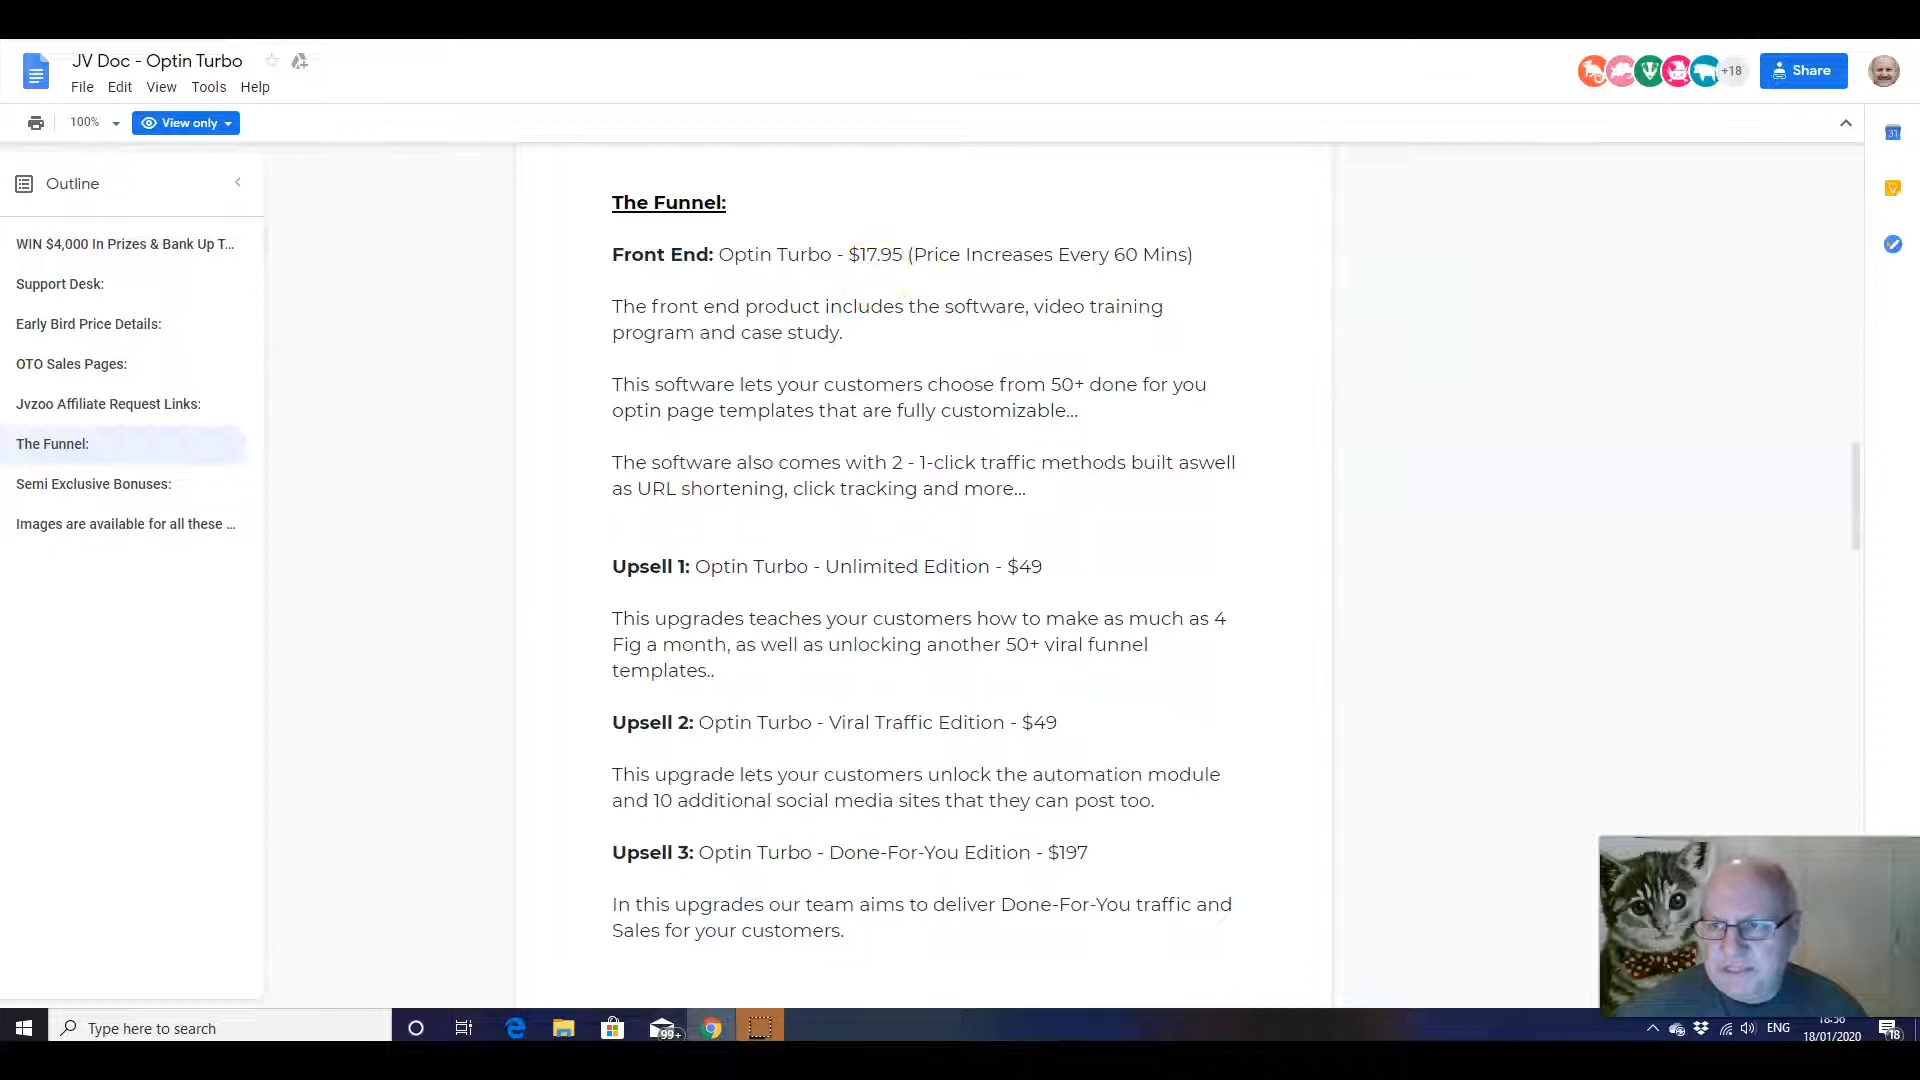 JV Doc - Optin Turbo
File Edit View Tools Help
+18
Share
100%
View only
31
Outline
WIN $4,000 In Prizes & Bank Up T...
Support Desk:
Early Bird Price Details:
OTO Sales Pages:
Jvzoo Affiliate Request Links:
The Funnel:
Semi Exclusive Bonuses:
Images are available for all these ...
The Funnel:
Front End: Optin Turbo - $17.95 (Price Increases Every 60 Mins)
The front end product includes the software, video training
program and case study.
This software lets your customers choose from 50+ done for you
optin page templates that are fully customizable...
The software also comes with 2 - 1-click traffic methods built aswell
as URL shortening, click tracking and more...
Upsell 1: Optin Turbo - Unlimited Edition - $49
This upgrades teaches your customers how to make as much as 4
Fig a month, as well as unlocking another 50+ viral funnel
templates..
Upsell 2: Optin Turbo - Viral Traffic Edition - $49
This upgrade lets your customers unlock the automation module
and 10 additional social media sites that they can post too.
Upsell 3: Optin Turbo - Done-For-You Edition - $197
In this upgrades our team aims to deliver Done-For-You traffic and
Sales for your customers.
Type here to search
99+
ENG
18:56
18/01/2020
18